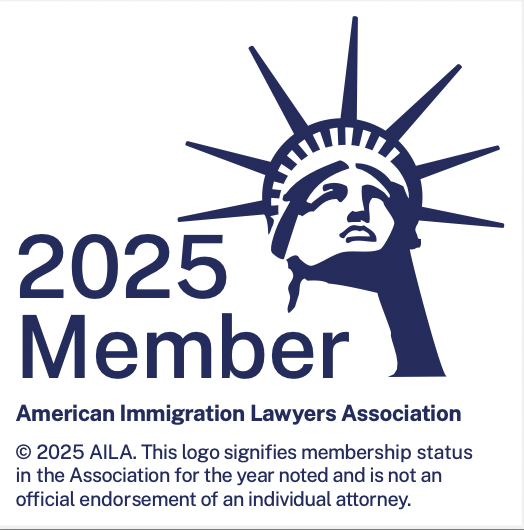 2025
Member
American Immigration Lawyers Association
© 2025 AILA. This logo signifies membership status
in the Association for the year noted and is not an
official endorsement of an individual attorney.